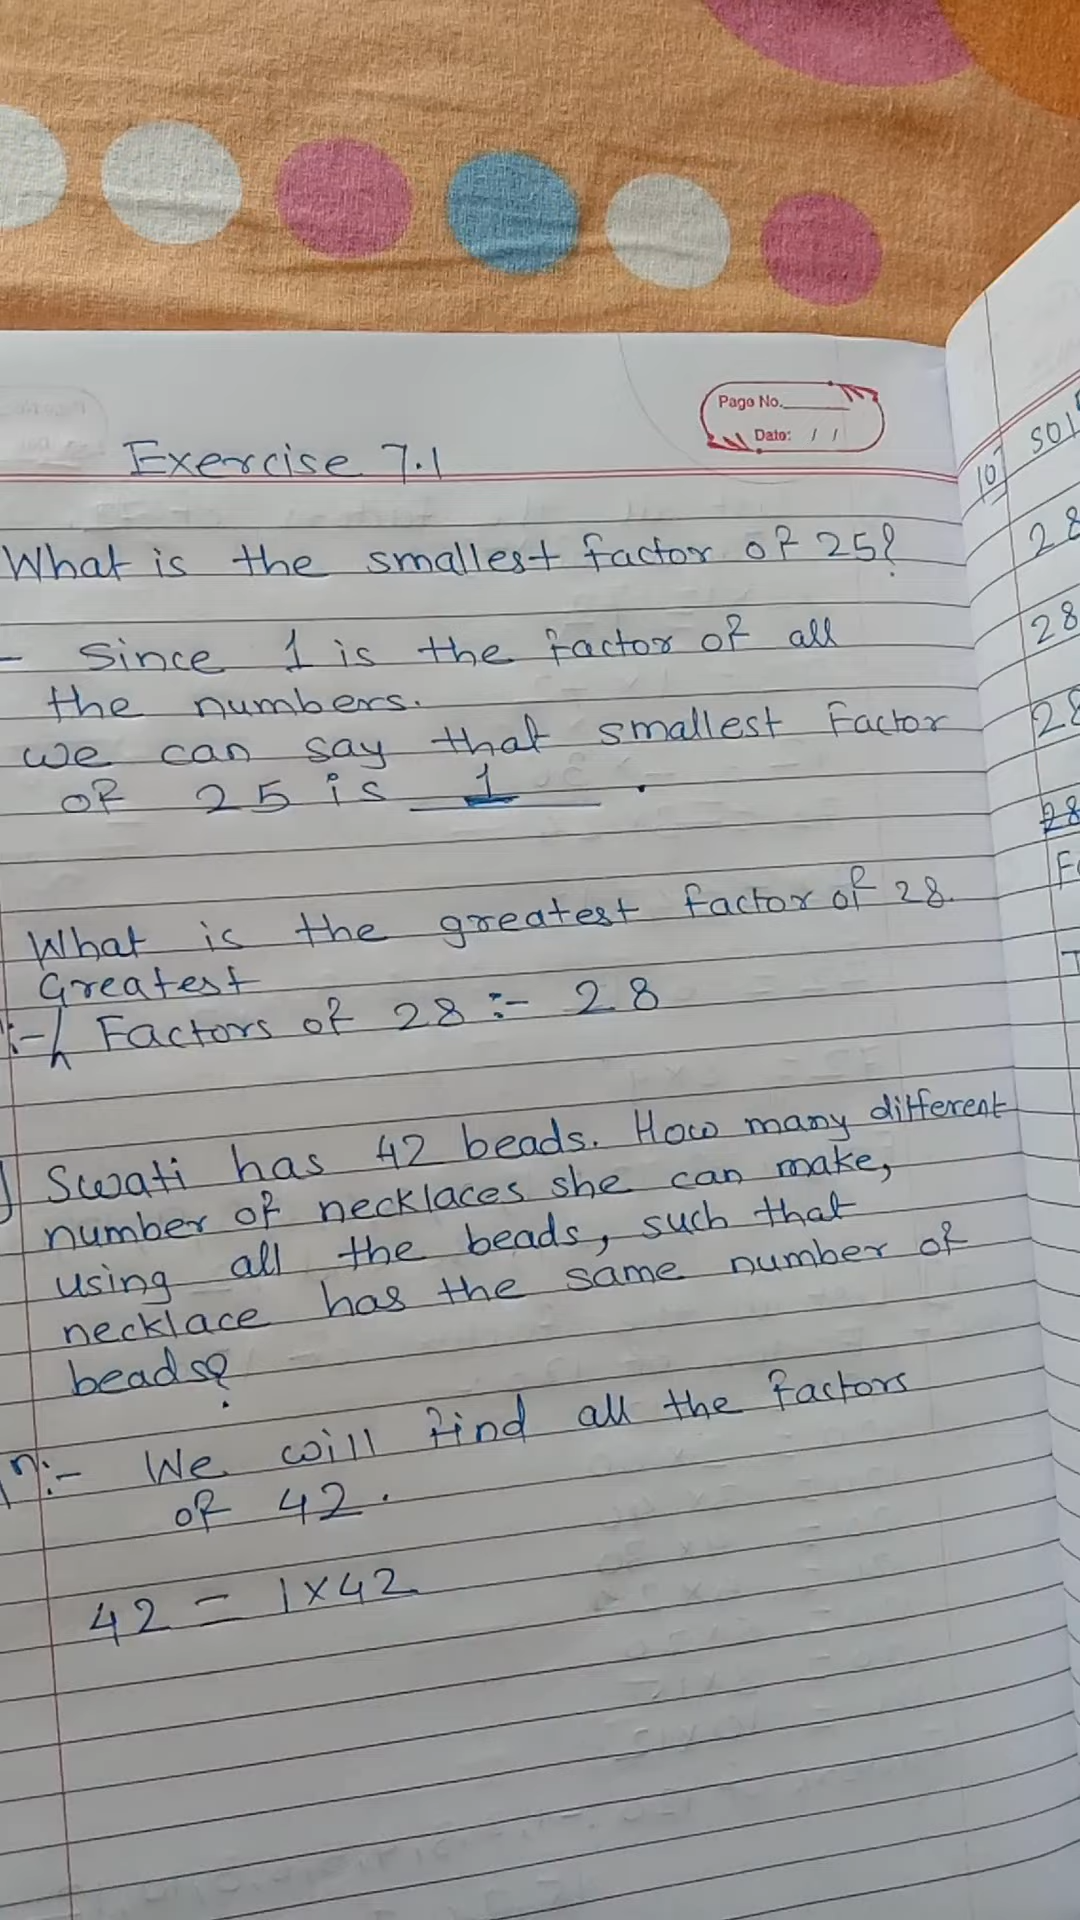 Page No.
Date: / /
Exercise 7.1
What is the smallest factor of 25?
- Since 1 is the factor of all
the numbers.
we can say that smallest Factor
of 25 is 1 .
What is the greatest factor of 28.
Greatest
:- Factors of 28 :- 28
Swati has 42 beads. How many different
number of necklaces she can make,
using all the beads, such that
necklace has the same number of
beads?
n:- We will find all the factors
of 42.
42 = 1×42
10]
SOl
28
28
28
28